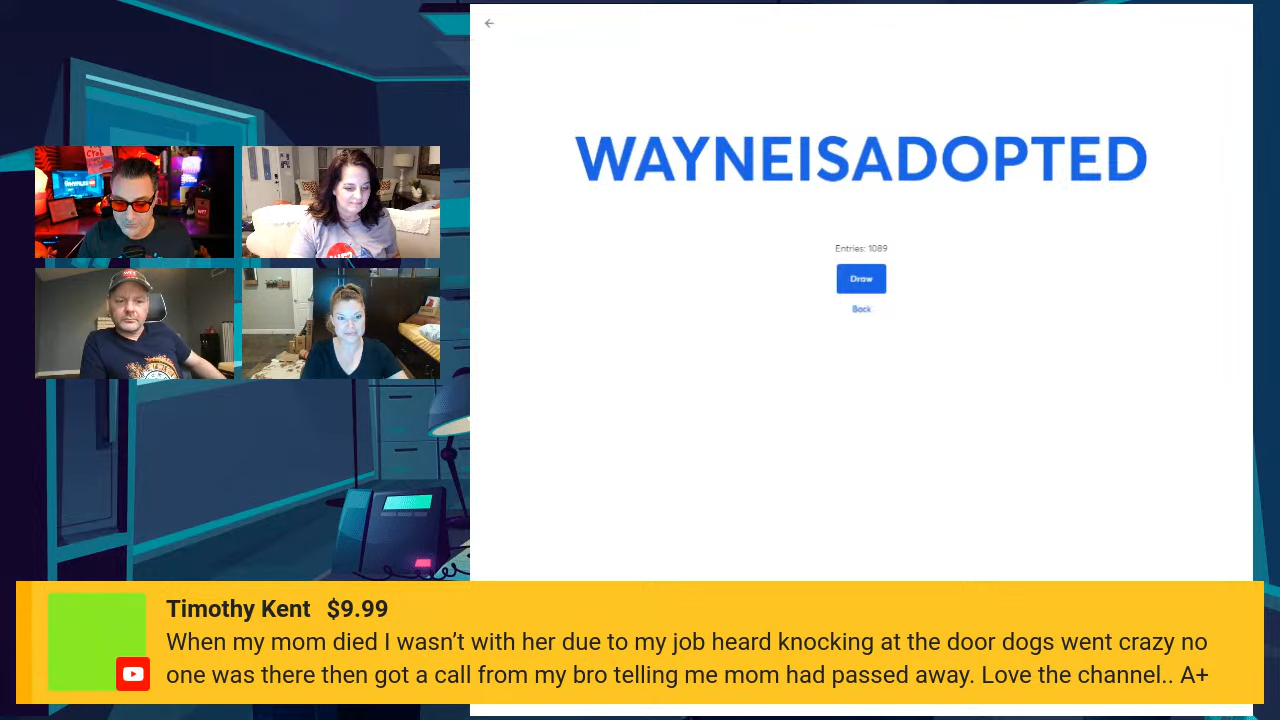 WAYNEISADOPTED
Entries: 1089
Draw
Back
Timothy Kent $9.99
When my mom died I wasn’t with her due to my job heard knocking at the door dogs went crazy no
one was there then got a call from my bro telling me mom had passed away. Love the channel.. A+